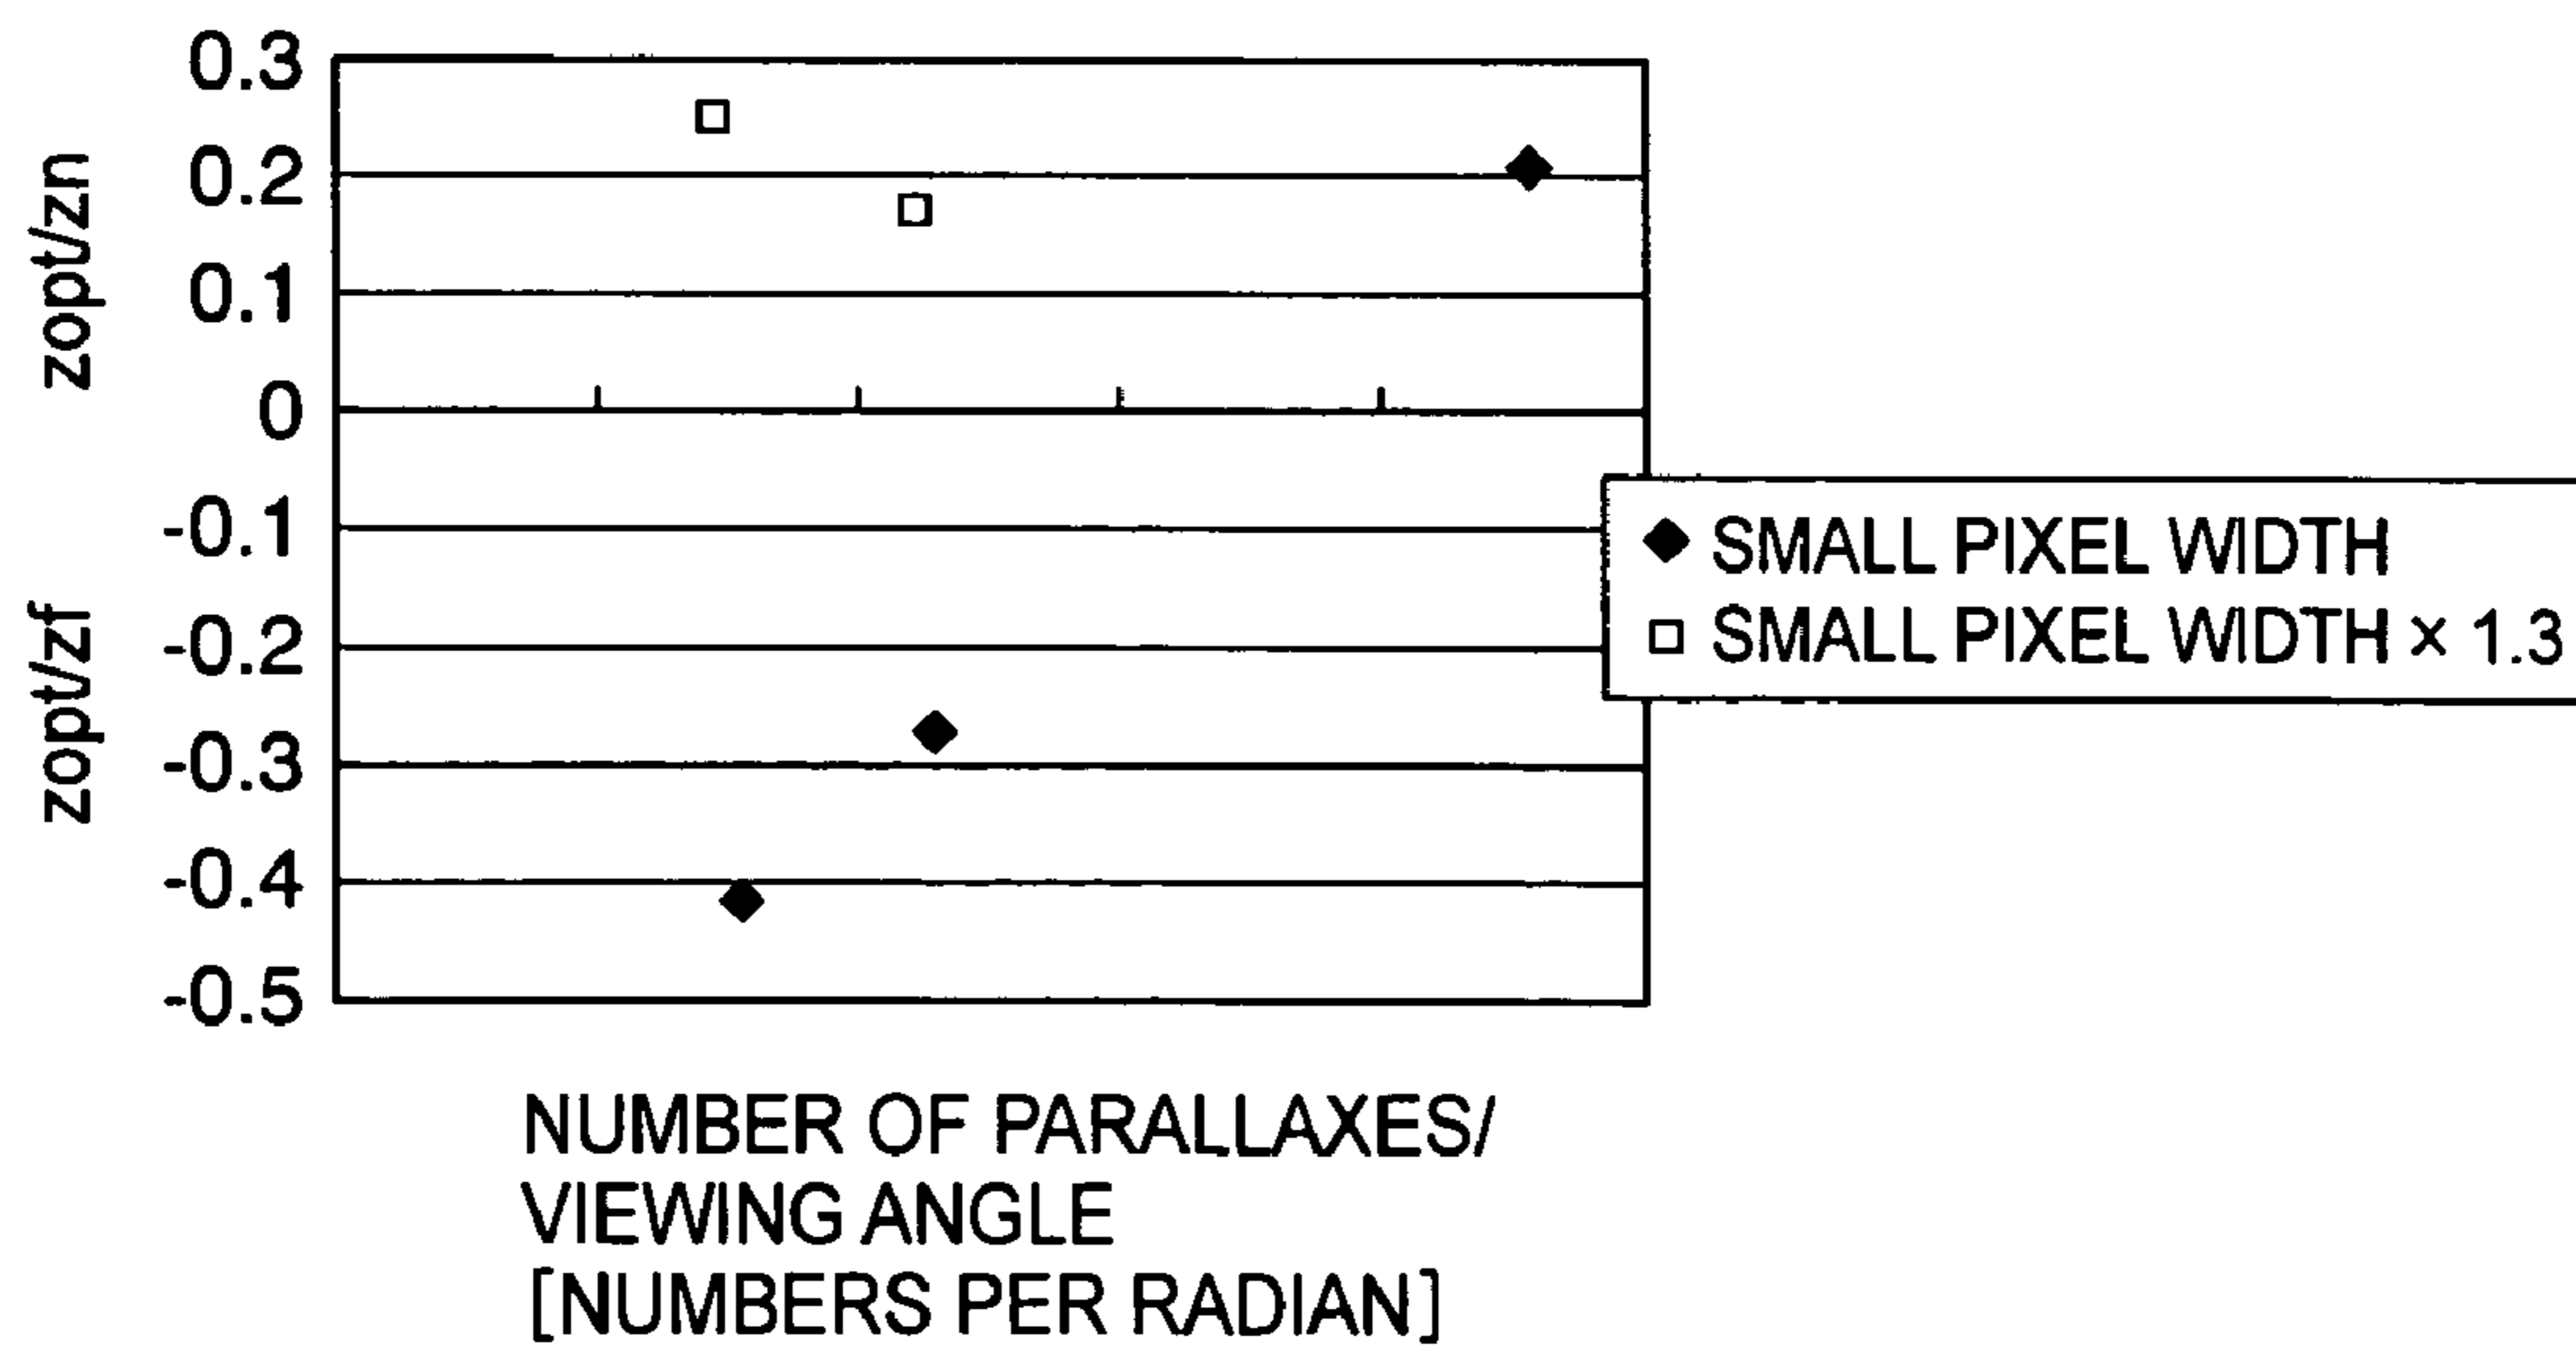 zopt/zn
zopt/zf
0.3
0.2
0.1
0
-0.1
-0.2
-0.3
-0.4
-0.5
SMALL PIXEL WIDTH
SMALL PIXEL WIDTH × 1.3
NUMBER OF PARALLAXES/
VIEWING ANGLE
[NUMBERS PER RADIAN]